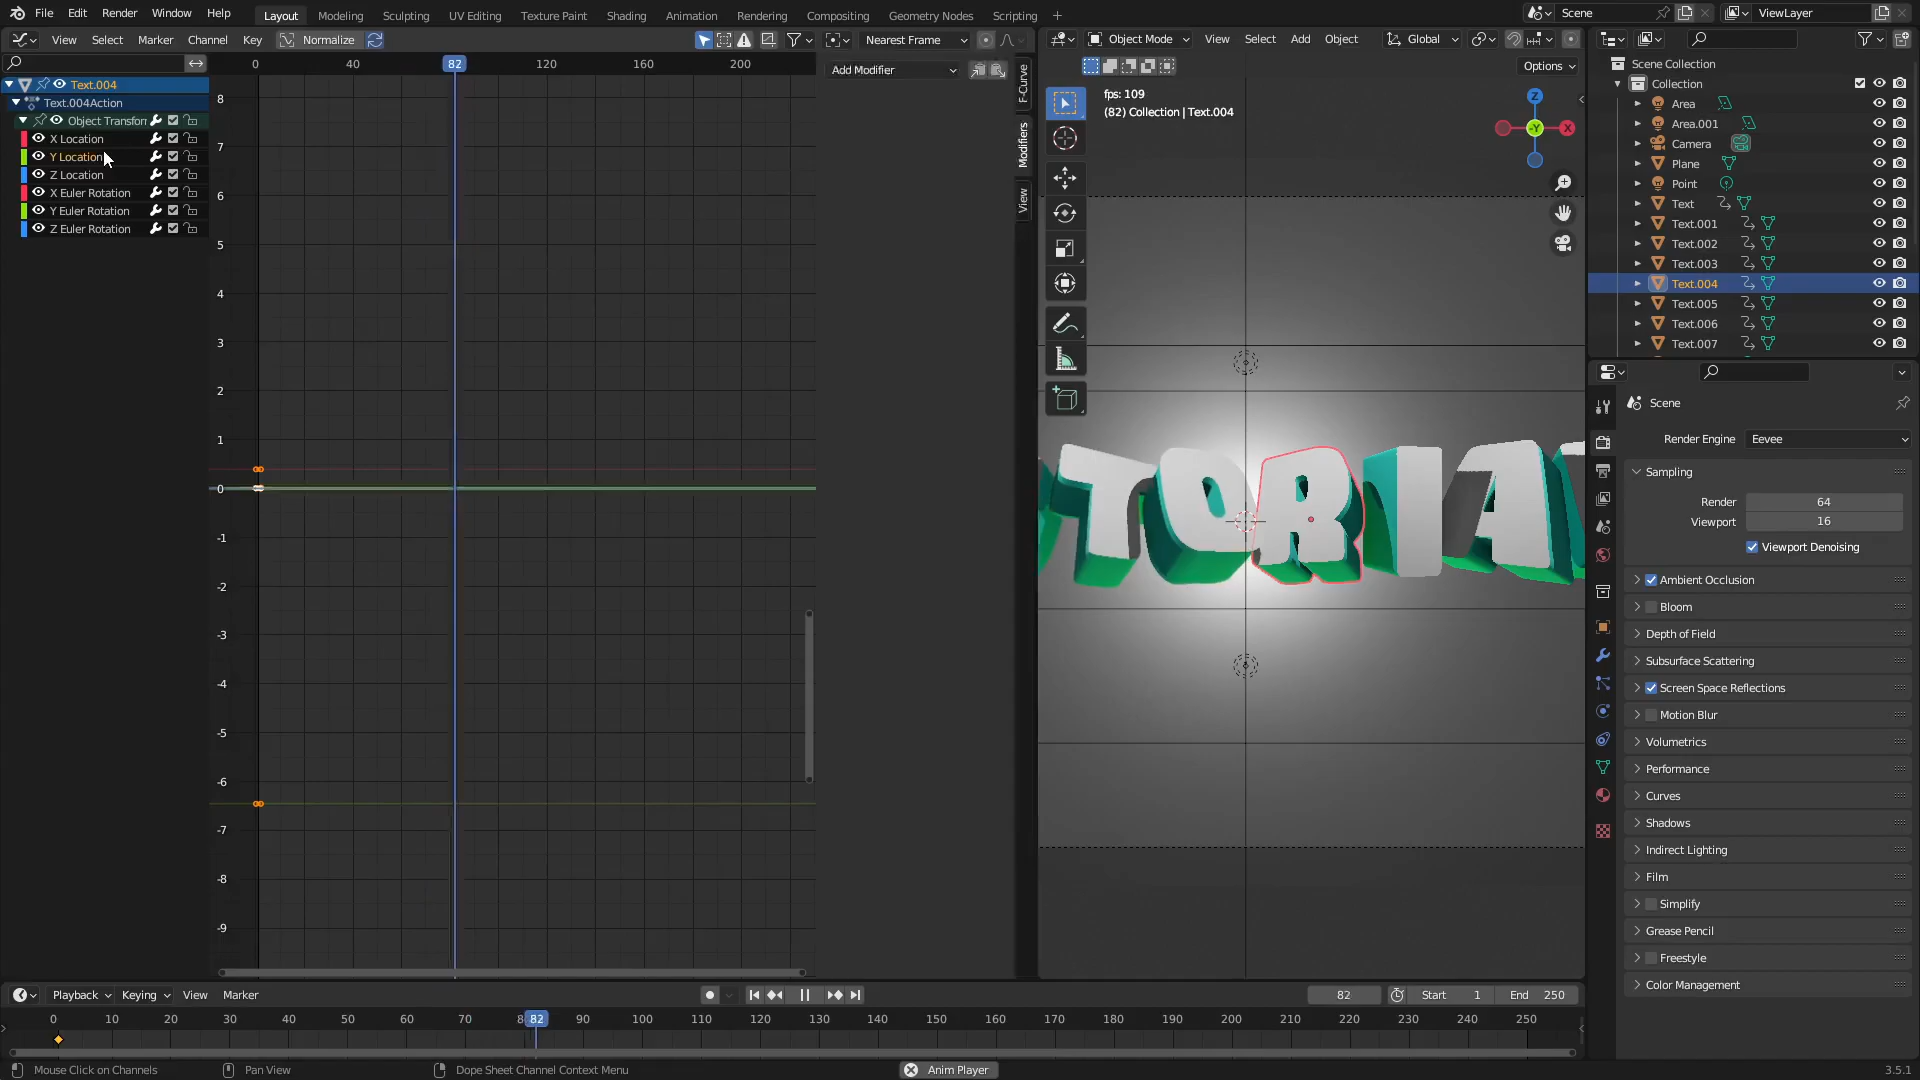 File Edit Render Window Help Layout Modeling Sculpting UV Editing Texture Paint Shading Animation Rendering Compositing Geometry Nodes Scripting + Scene ViewLayer
View Select Marker Channel Key Normalize Nearest Frame Object Mode View Select Add Object Global
Options
0 40 82 120 160 200
Add Modifier
F-Curve
Modifiers
View
Text.004
Text.004Action
Object Transfor
X Location
Y Location
Z Location
X Euler Rotation
Y Euler Rotation
Z Euler Rotation
8
7
6
5
4
3
2
1
0
-1
-2
-3
-4
-5
-6
-7
-8
-9
fps: 109
(82) Collection | Text.004
Z
-Y
X
TORIA
Scene Collection
Collection
Area
Area.001
Camera
Plane
Point
Text
Text.001
Text.002
Text.003
Text.004
Text.005
Text.006
Text.007
Scene
Render Engine Eevee
Sampling
Render 64
Viewport 16
Viewport Denoising
Ambient Occlusion
Bloom
Depth of Field
Subsurface Scattering
Screen Space Reflections
Motion Blur
Volumetrics
Performance
Curves
Shadows
Indirect Lighting
Film
Simplify
Grease Pencil
Freestyle
Color Management
Playback Keying View Marker 82 Start 1 End 250
0 10 20 30 40 50 60 70 8 82 90 100 110 120 130 140 150 160 170 180 190 200 210 220 230 240 250
Mouse Click on Channels Pan View Dope Sheet Channel Context Menu Anim Player 3.5.1